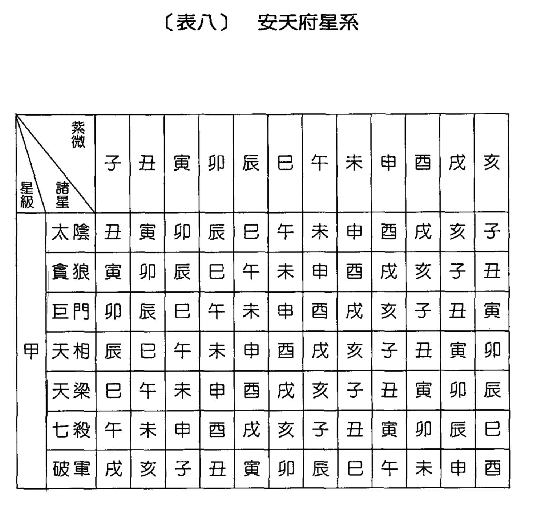 〔表八〕 安天府星系
紫微 諸星 星級 子 丑 寅 卯 辰 巳 午 未 申 酉 戌 亥
甲
太陰 丑 寅 卯 辰 巳 午 未 申 酉 戌 亥 子
貪狼 寅 卯 辰 巳 午 未 申 酉 戌 亥 子 丑
巨門 卯 辰 巳 午 未 申 酉 戌 亥 子 丑 寅
天相 辰 巳 午 未 申 酉 戌 亥 子 丑 寅 卯
天梁 巳 午 未 申 酉 戌 亥 子 丑 寅 卯 辰
七殺 午 未 申 酉 戌 亥 子 丑 寅 卯 辰 巳
破軍 戌 亥 子 丑 寅 卯 辰 巳 午 未 申 酉